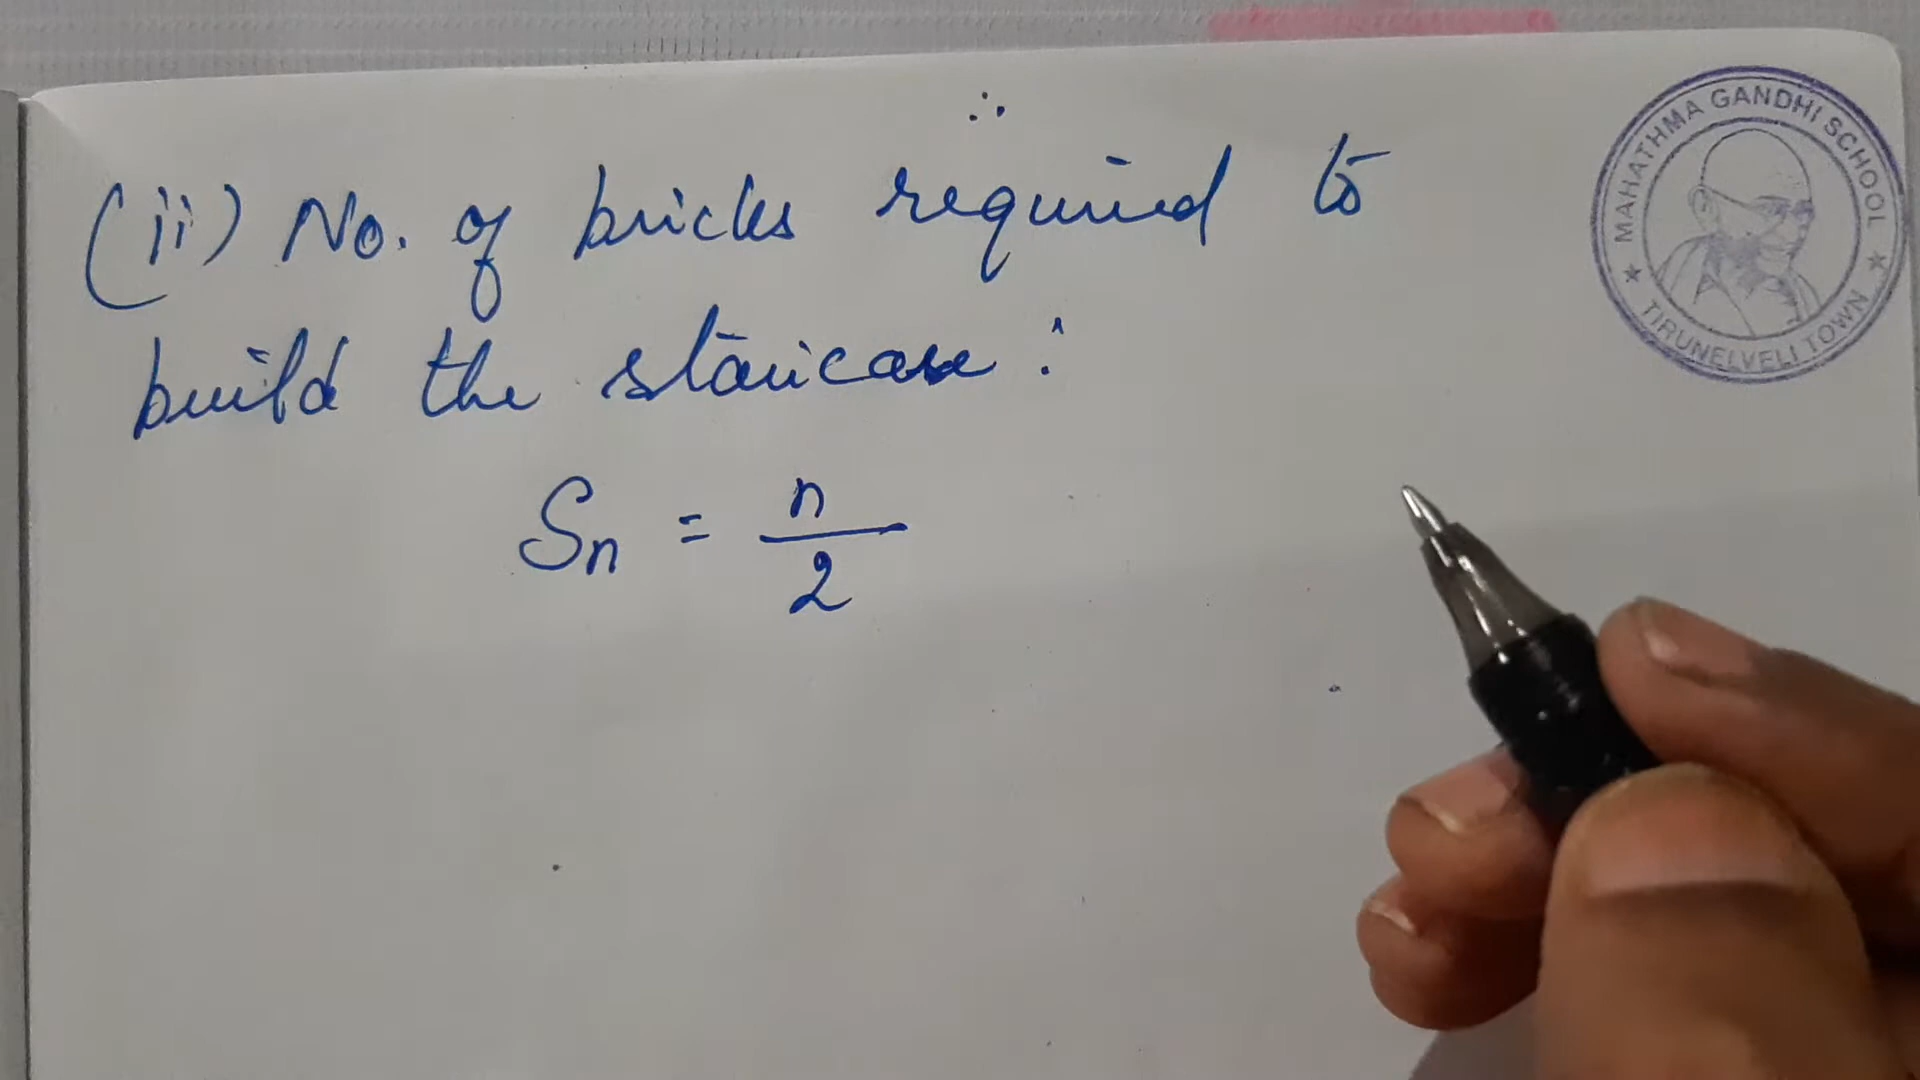 ∴
(ii) No. of bricks required to
build the staircase :
Sn = n/2
MAHATHMA GANDHI SCHOOL
★ TIRUNELVELI TOWN ★